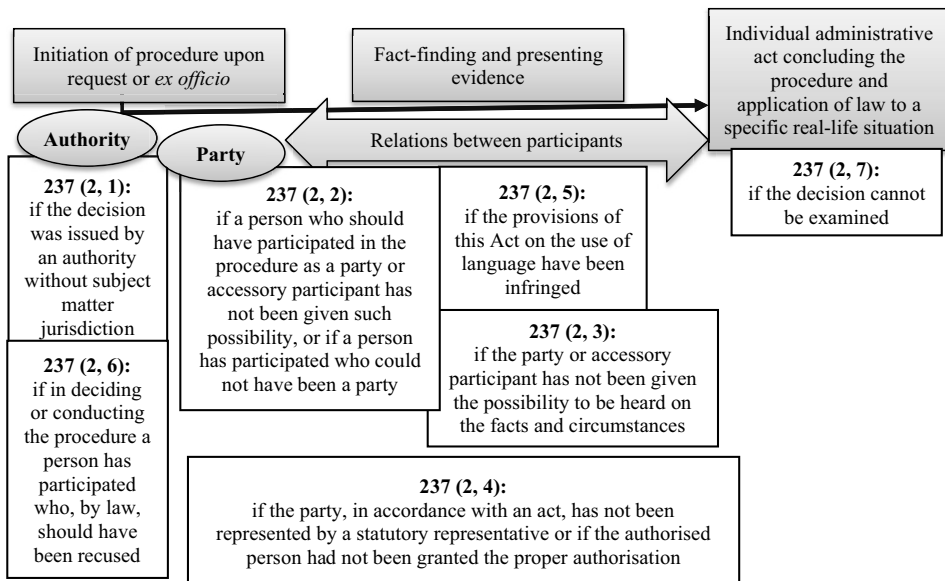 Initiation of procedure upon
request or ex officio
Fact-finding and presenting
evidence
Individual administrative
act concluding the
procedure and
application of law to a
specific real-life situation
Authority
Party
Relations between participants
237 (2, 1):
if the decision
was issued by
an authority
without subject
matter
jurisdiction
237 (2, 2):
if a person who should
have participated in the
procedure as a party or
accessory participant has
not been given such
possibility, or if a person
has participated who could
not have been a party
237 (2, 5):
if the provisions of
this Act on the use of
language have been
infringed
237 (2, 7):
if the decision cannot
be examined
237 (2, 3):
if the party or accessory
participant has not been given
the possibility to be heard on
the facts and circumstances
237 (2, 6):
if in deciding
or conducting
the procedure a
person has
participated
who, by law,
should have
been recused
237 (2, 4):
if the party, in accordance with an act, has not been
represented by a statutory representative or if the authorised
person had not been granted the proper authorisation